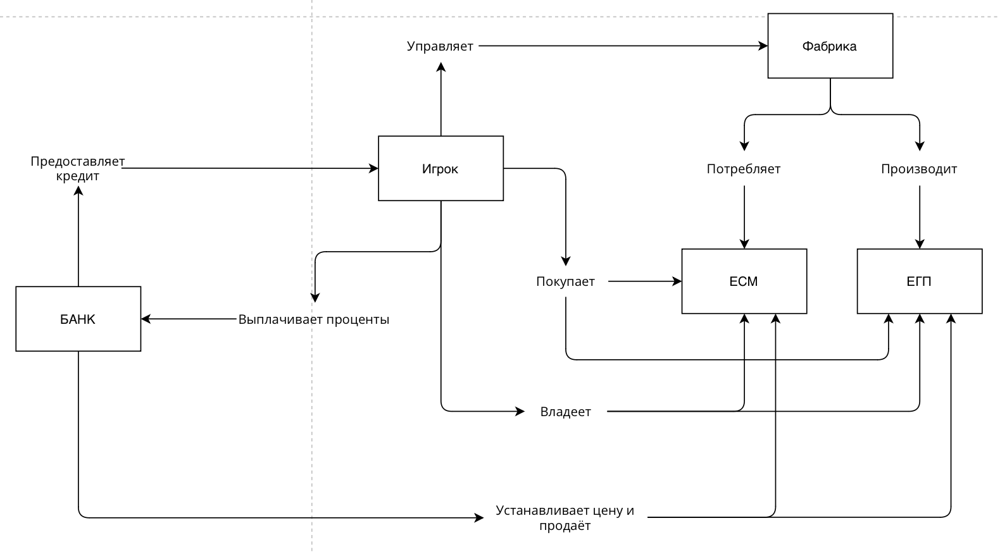 Управляет
Фабрика
Предоставляет
кредит
Игрок
Потребляет
Производит
Покупает
ЕСМ
ЕГП
БАНК
Выплачивает проценты
Владеет
Устанавливает цену и
продаёт